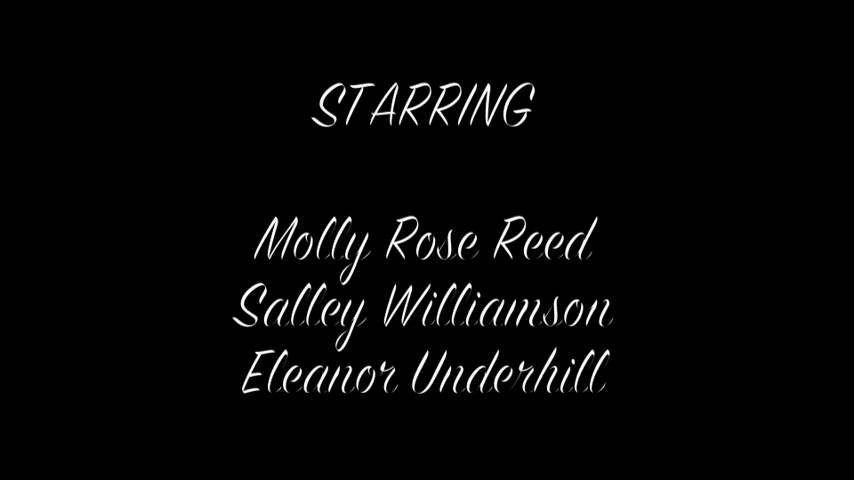 STARRING
Molly Rose Reed
Salley Williamson
Eleanor Underhill